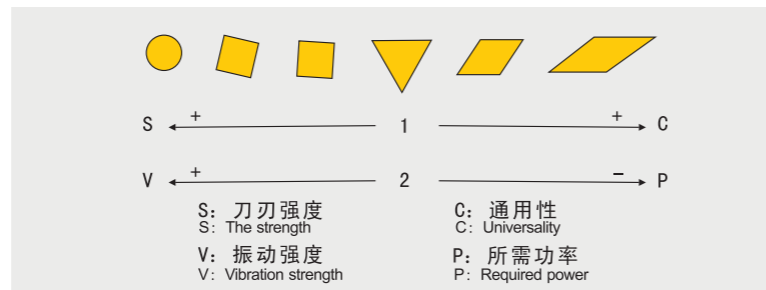 S + 1 + C
V + 2 − P
S: 刀刃强度 C: 通用性
S: The strength C: Universality
V: 振动强度 P: 所需功率
V: Vibration strength P: Required power